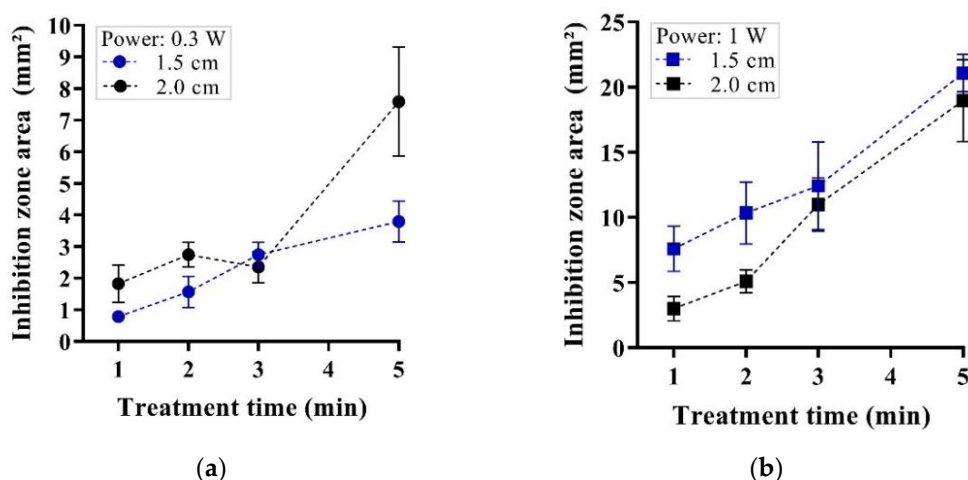 Inhibition zone area (mm²)
10
9
8
7
6
5
4
3
2
1
0
Power: 0.3 W
1.5 cm
2.0 cm
1 2 3 4 5
Treatment time (min)
(a)
Inhibition zone area (mm²)
25
20
15
10
5
0
Power: 1 W
1.5 cm
2.0 cm
1 2 3 4 5
Treatment time (min)
(b)